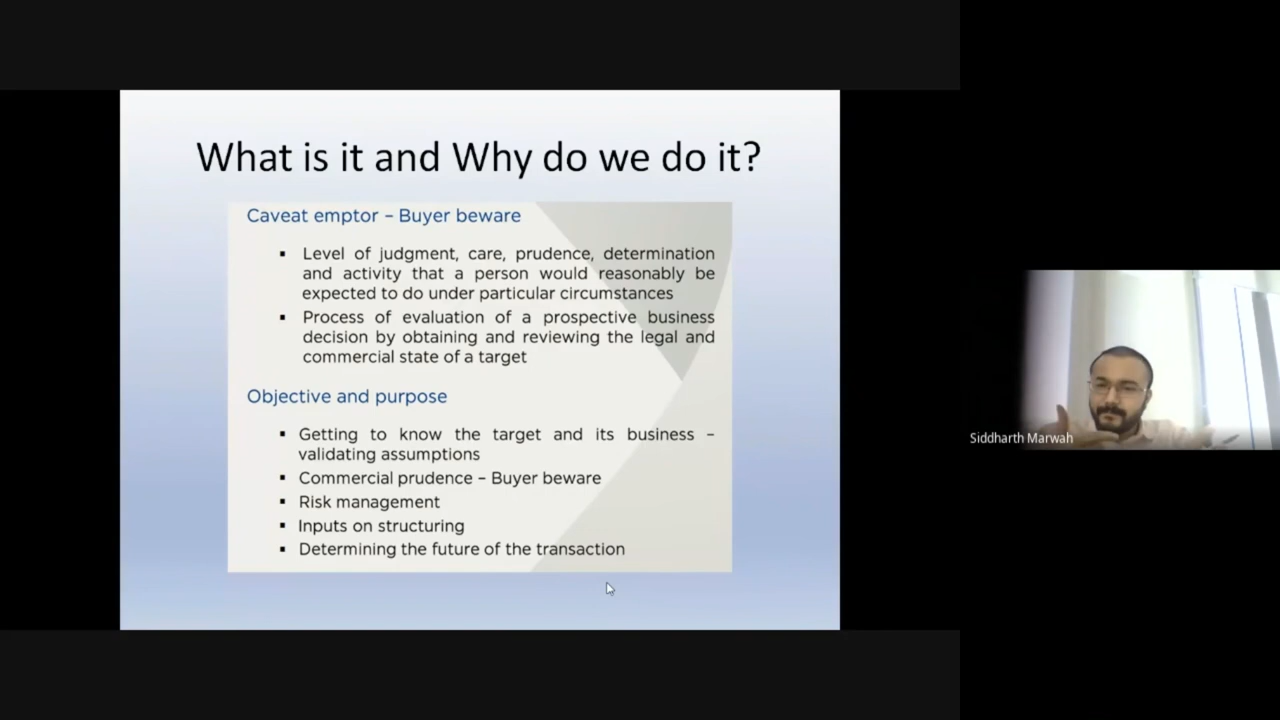 What is it and Why do we do it?
Caveat emptor – Buyer beware
▪ Level of judgment, care, prudence, determination
and activity that a person would reasonably be
expected to do under particular circumstances
▪ Process of evaluation of a prospective business
decision by obtaining and reviewing the legal and
commercial state of a target
Objective and purpose
▪ Getting to know the target and its business –
validating assumptions
▪ Commercial prudence – Buyer beware
▪ Risk management
▪ Inputs on structuring
▪ Determining the future of the transaction
Siddharth Marwah